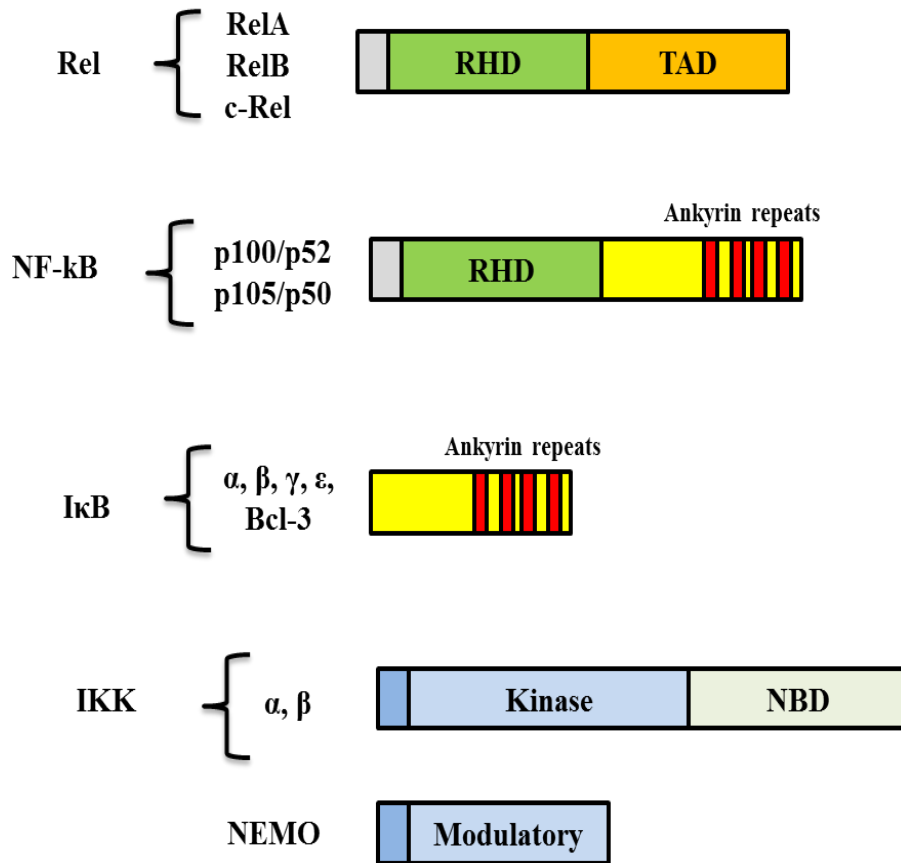 Rel
RelA
RelB
c-Rel
RHD
TAD
NF-kB
p100/p52
p105/p50
Ankyrin repeats
RHD
IκB
α, β, γ, ε,
Bcl-3
Ankyrin repeats
IKK
α, β
Kinase
NBD
NEMO
Modulatory